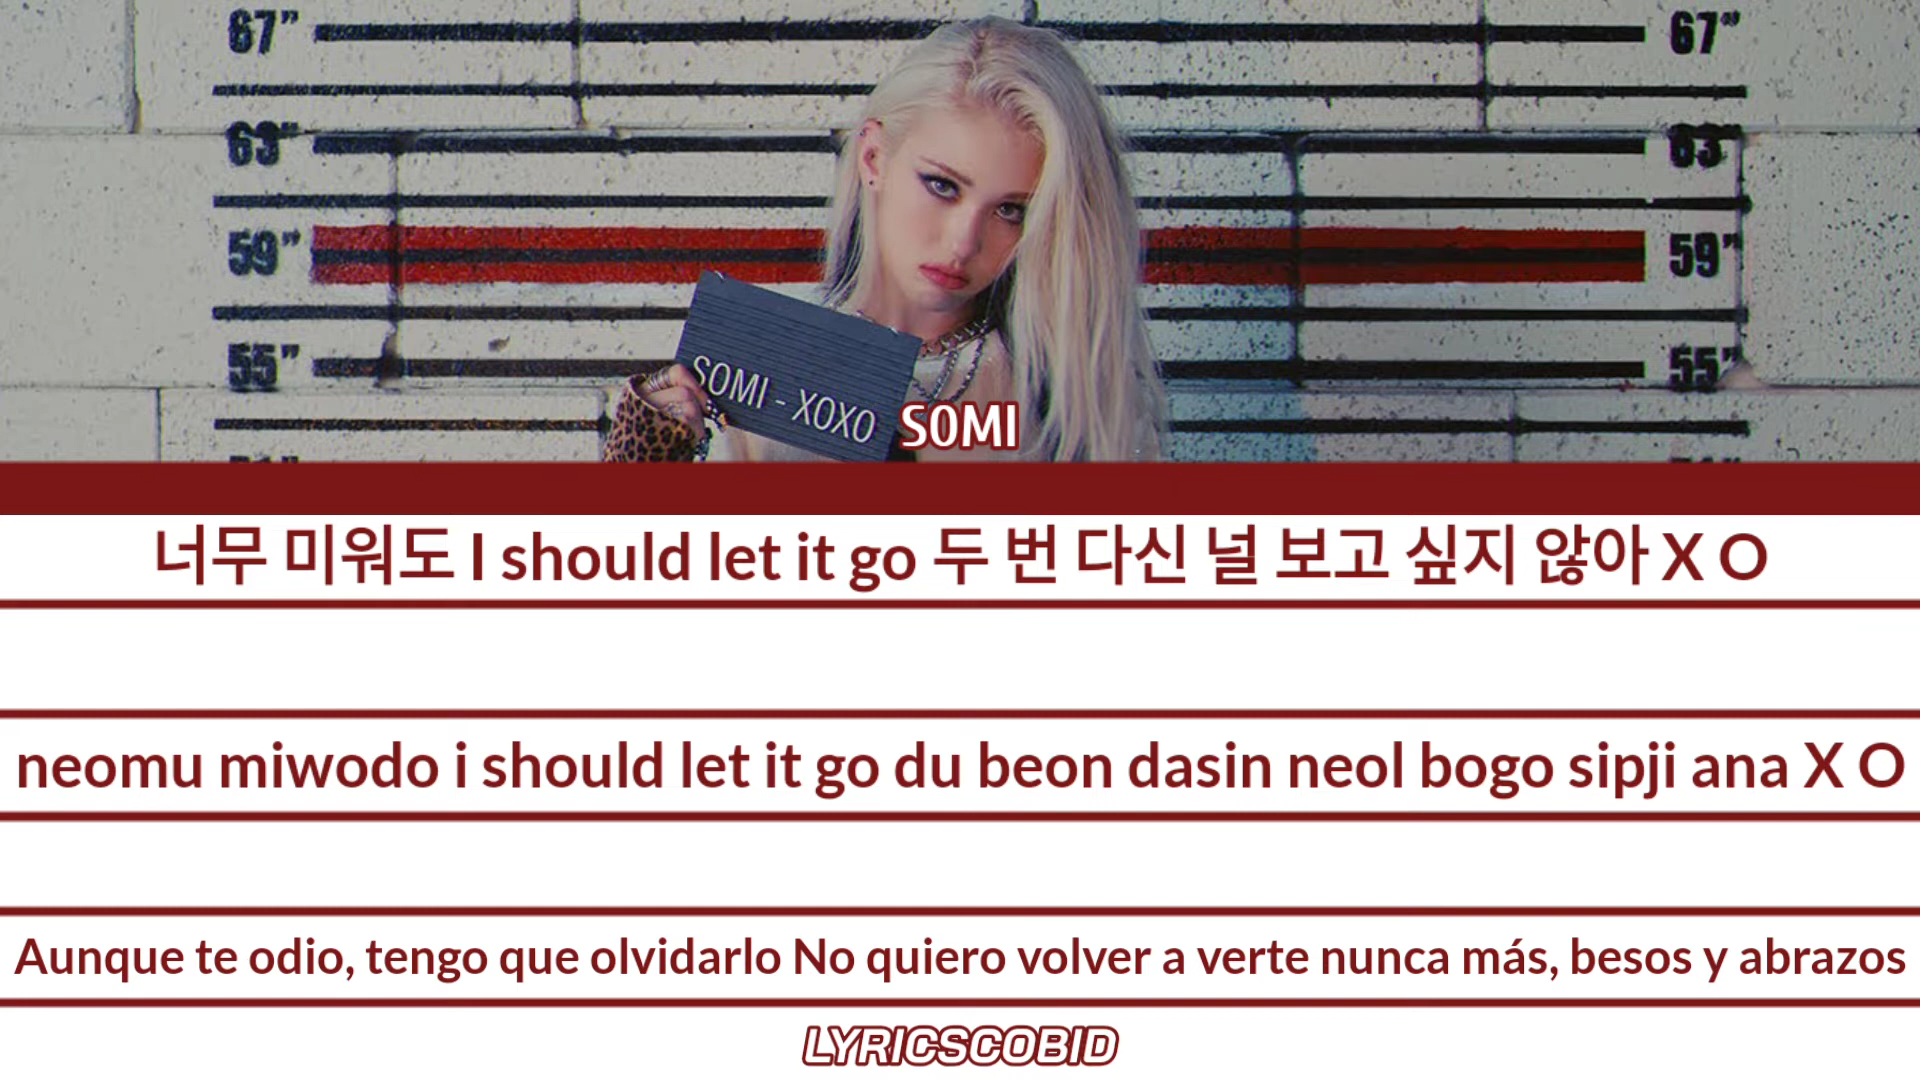 67” 67”
63” 63”
59” 59”
55” 55”
SOMI - XOXO
SOMI
너무 미워도 I should let it go 두 번 다신 널 보고 싶지 않아 X O
neomu miwodo i should let it go du beon dasin neol bogo sipji ana X O
Aunque te odio, tengo que olvidarlo No quiero volver a verte nunca más, besos y abrazos
LYRICSCOBID